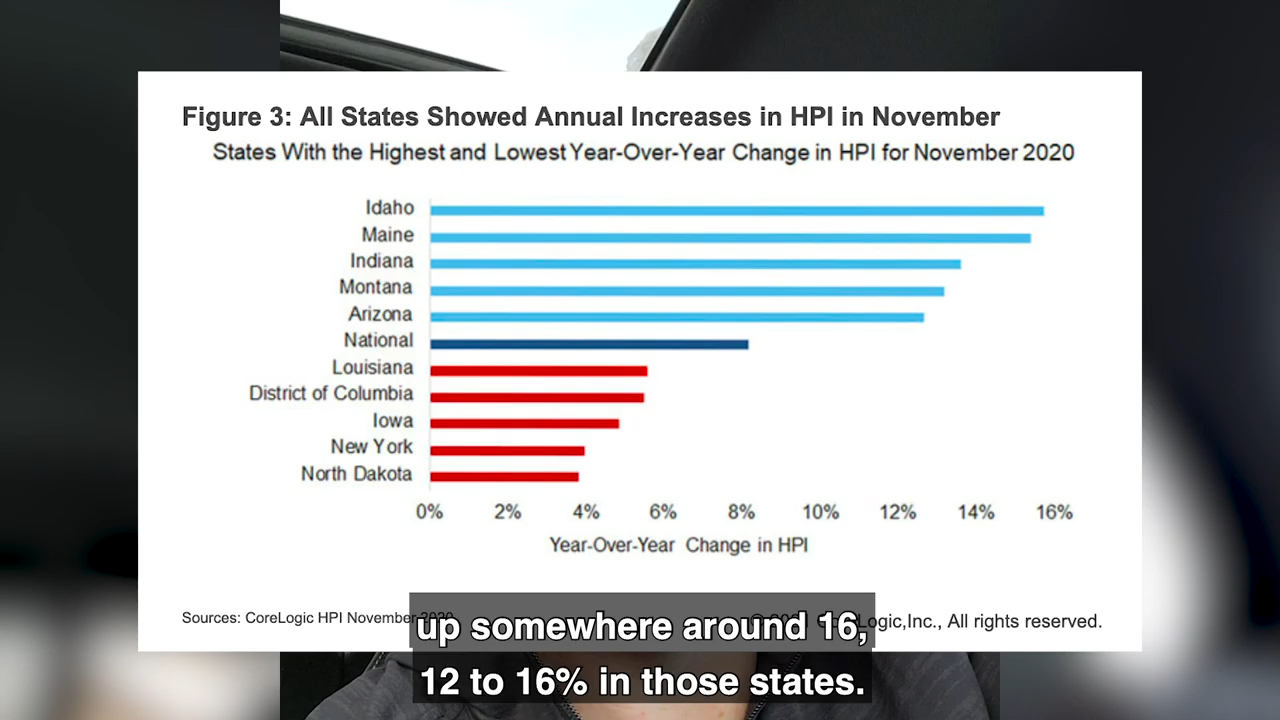 Figure 3: All States Showed Annual Increases in HPI in November
States With the Highest and Lowest Year-Over-Year Change in HPI for November 2020
Idaho
Maine
Indiana
Montana
Arizona
National
Louisiana
District of Columbia
Iowa
New York
North Dakota
0% 2% 4% 6% 8% 10% 12% 14% 16%
Year-Over-Year Change in HPI
Sources: CoreLogic HPI November 2020
CoreLogic,Inc., All rights reserved.
up somewhere around 16,
12 to 16% in those states.